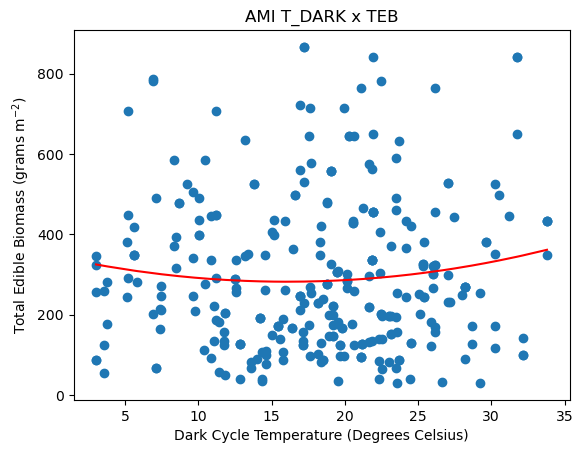 AMI T_DARK x TEB
Total Edible Biomass (grams m⁻²)
800
600
400
200
0
5 10 15 20 25 30 35
Dark Cycle Temperature (Degrees Celsius)